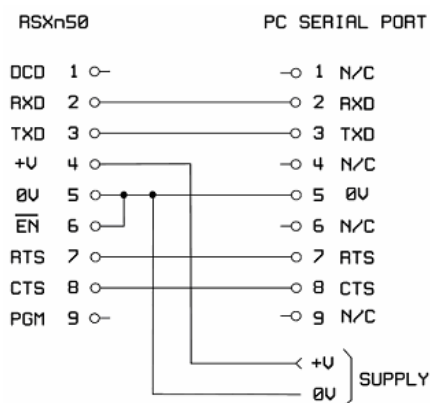 RSXn50 PC SERIAL PORT
DCD 1 1 N/C
RXD 2 2 RXD
TXD 3 3 TXD
+V 4 4 N/C
0V 5 5 0V
EN 6 6 N/C
RTS 7 7 RTS
CTS 8 8 CTS
PGM 9 9 N/C
+V
SUPPLY
0V